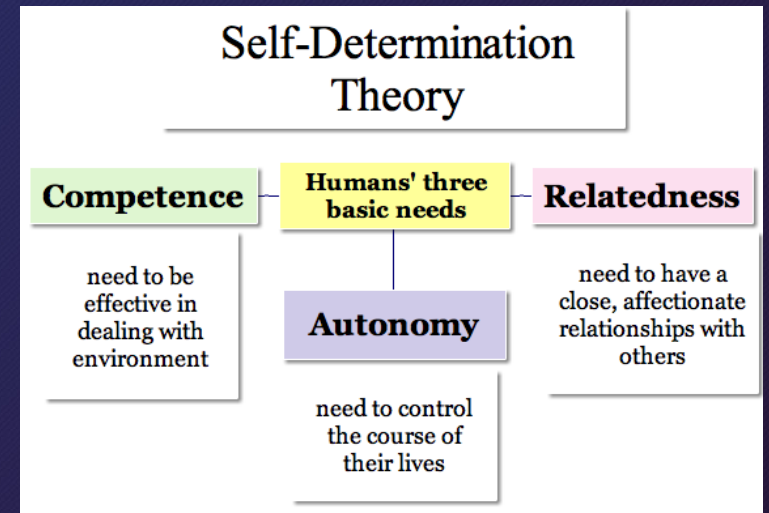 Self-Determination
Theory
Competence
Humans' three
basic needs
Relatedness
need to be
effective in
dealing with
environment
Autonomy
need to have a
close, affectionate
relationships with
others
need to control
the course of
their lives